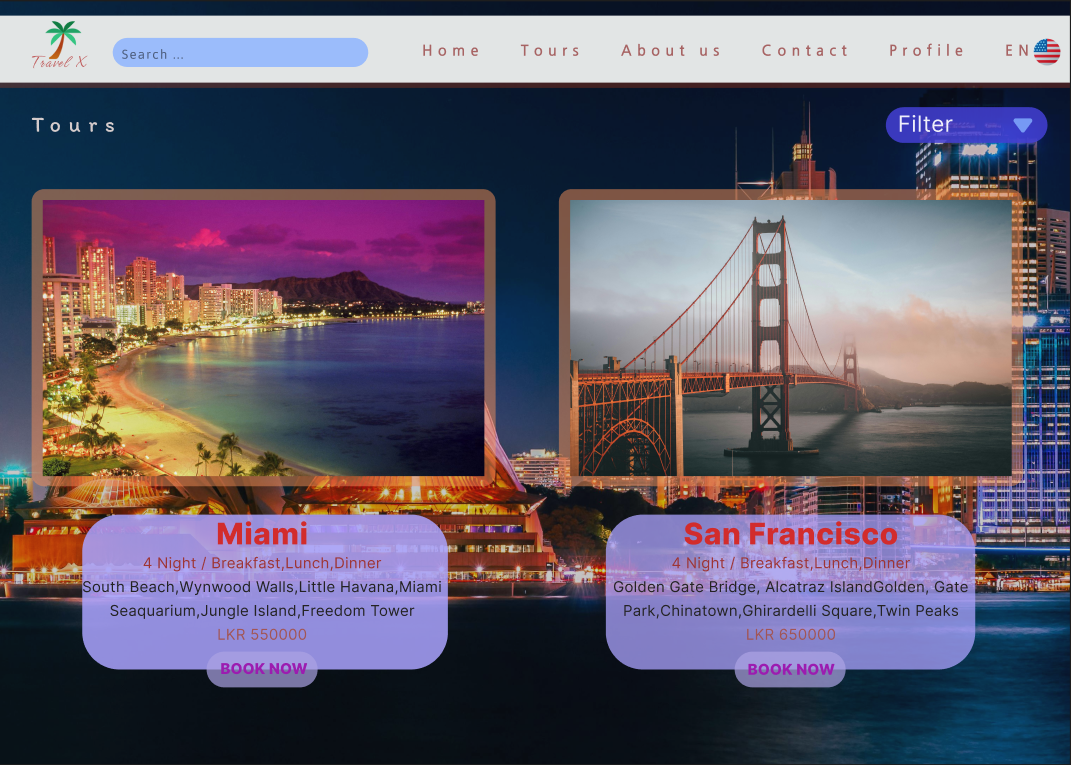 Travel X
Search ...
Home
Tours
About us
Contact
Profile
EN
Tours
Filter
Miami
4 Night / Breakfast,Lunch,Dinner
South Beach,Wynwood Walls,Little Havana,Miami
Seaquarium,Jungle Island,Freedom Tower
LKR 550000
BOOK NOW
San Francisco
4 Night / Breakfast,Lunch,Dinner
Golden Gate Bridge, Alcatraz IslandGolden, Gate
Park,Chinatown,Ghirardelli Square,Twin Peaks
LKR 650000
BOOK NOW